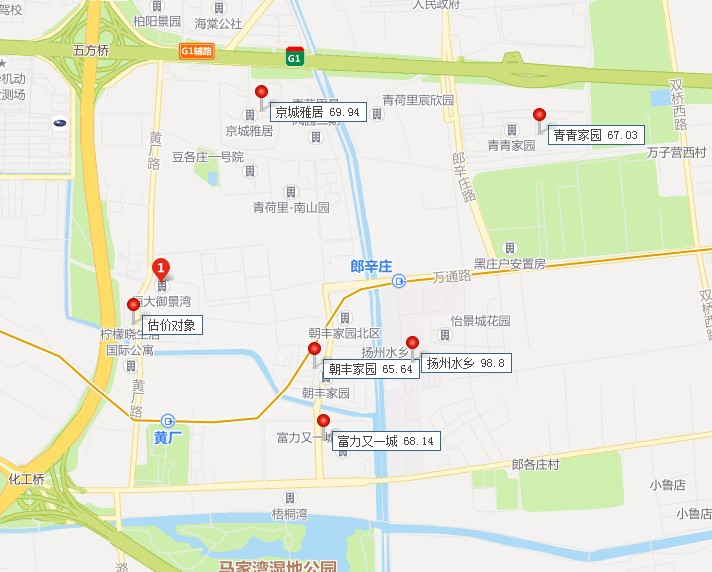 驾校
柏阳景园
海棠公社
人民政府
五方桥
G1辅路
G1
机动
测场
双桥西路
京城雅居 69.94
京城雅居
青荷里宸欣园
青青家园 67.03
青青家园
万子营西村
黄厂路
豆各庄一号院
郎辛庄路
青荷里-南山园
黑庄户安置房
郎辛庄
万通路
1
恒大御景湾
双桥西路
估价对象
柠檬晓生活
国际公寓
朝丰家园北区
怡景城花园
扬州水乡
扬州水乡 98.8
朝丰家园 65.64
朝丰家园
黄厂路
黄厂
富力又一城
富力又一城 68.14
郎各庄村
化工桥
小鲁店
梧桐湾
小鲁店
路
马家湾湿地公园